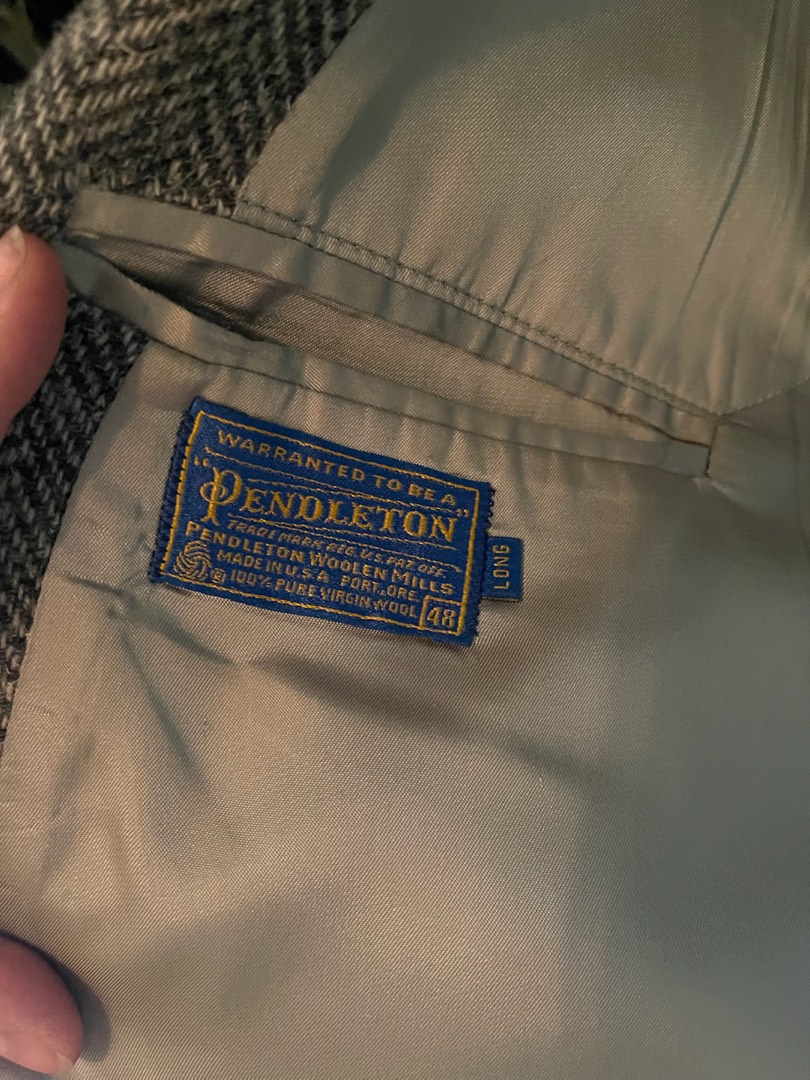 WARRANTED TO BE A
"PENDLETON"
TRADE MARK REG. U.S. PAT. OFF.
PENDLETON WOOLEN MILLS
MADE IN U.S.A. PORT., ORE.
® 100% PURE VIRGIN WOOL
48
LONG